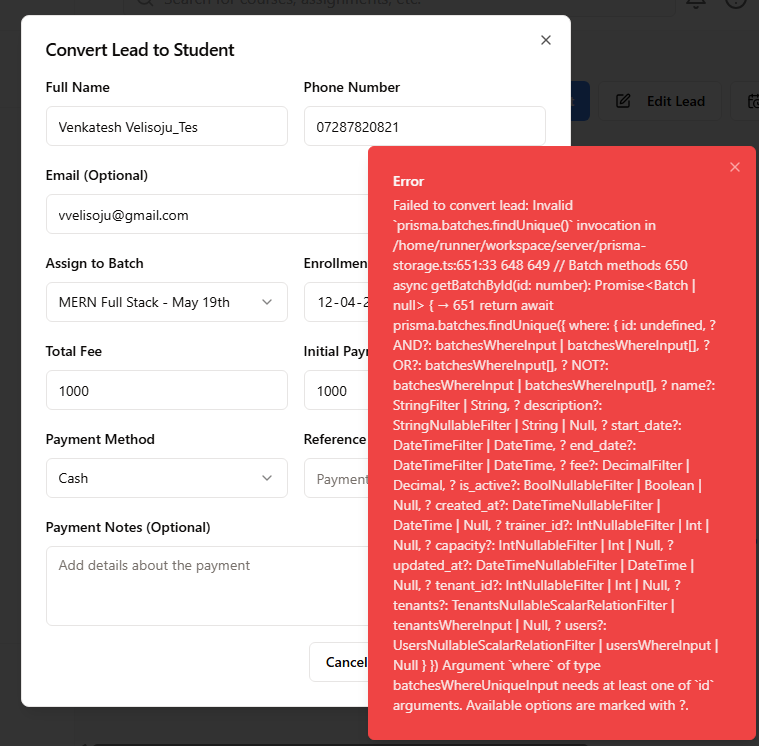 Search for courses, assignments, etc.
Convert Lead to Student
Full Name
Phone Number
Venkatesh Velisoju_Tes
07287820821
Edit Lead
Email (Optional)
vvelisoju@gmail.com
Assign to Batch
Enrollmen
MERN Full Stack - May 19th
12-04-2
Total Fee
Initial Payr
1000
1000
Payment Method
Reference
Cash
Payment
Payment Notes (Optional)
Add details about the payment
Cancel
Error
Failed to convert lead: Invalid
`prisma.batches.findUnique()` invocation in
/home/runner/workspace/server/prisma-
storage.ts:651:33 648 649 // Batch methods 650
async getBatchById(id: number): Promise<Batch |
null> { → 651 return await
prisma.batches.findUnique({ where: { id: undefined, ?
AND?: batchesWhereInput | batchesWhereInput[], ?
OR?: batchesWhereInput[], ? NOT?:
batchesWhereInput | batchesWhereInput[], ? name?:
StringFilter | String, ? description?:
StringNullableFilter | String | Null, ? start_date?:
DateTimeFilter | DateTime, ? end_date?:
DateTimeFilter | DateTime, ? fee?: DecimalFilter |
Decimal, ? is_active?: BoolNullableFilter | Boolean |
Null, ? created_at?: DateTimeNullableFilter |
DateTime | Null, ? trainer_id?: IntNullableFilter | Int |
Null, ? capacity?: IntNullableFilter | Int | Null, ?
updated_at?: DateTimeNullableFilter | DateTime |
Null, ? tenant_id?: IntNullableFilter | Int | Null, ?
tenants?: TenantsNullableScalarRelationFilter |
tenantsWhereInput | Null, ? users?:
UsersNullableScalarRelationFilter | usersWhereInput |
Null } }) Argument `where` of type
batchesWhereUniqueInput needs at least one of `id`
arguments. Available options are marked with ?.